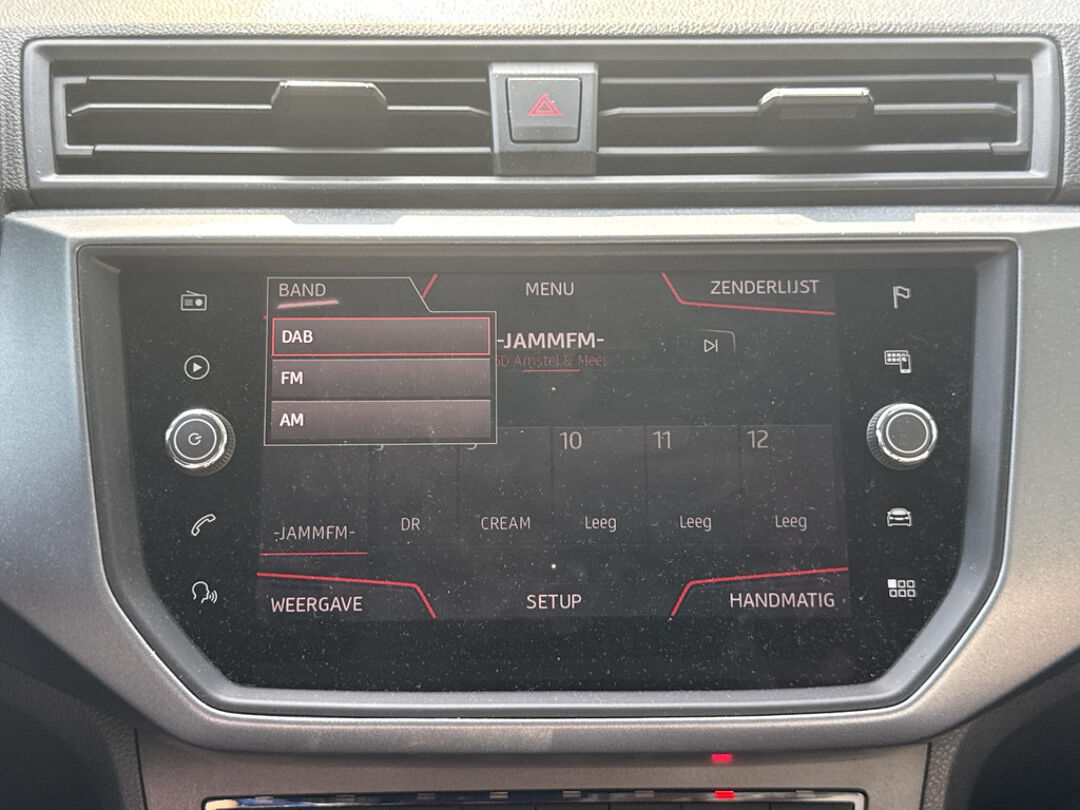 BAND
MENU
ZENDERLIJST
DAB
-JAMMFM-
Amstel & Meer
FM
AM
10
11
12
-JAMMFM-
DR
CREAM
Leeg
Leeg
Leeg
WEERGAVE
SETUP
HANDMATIG